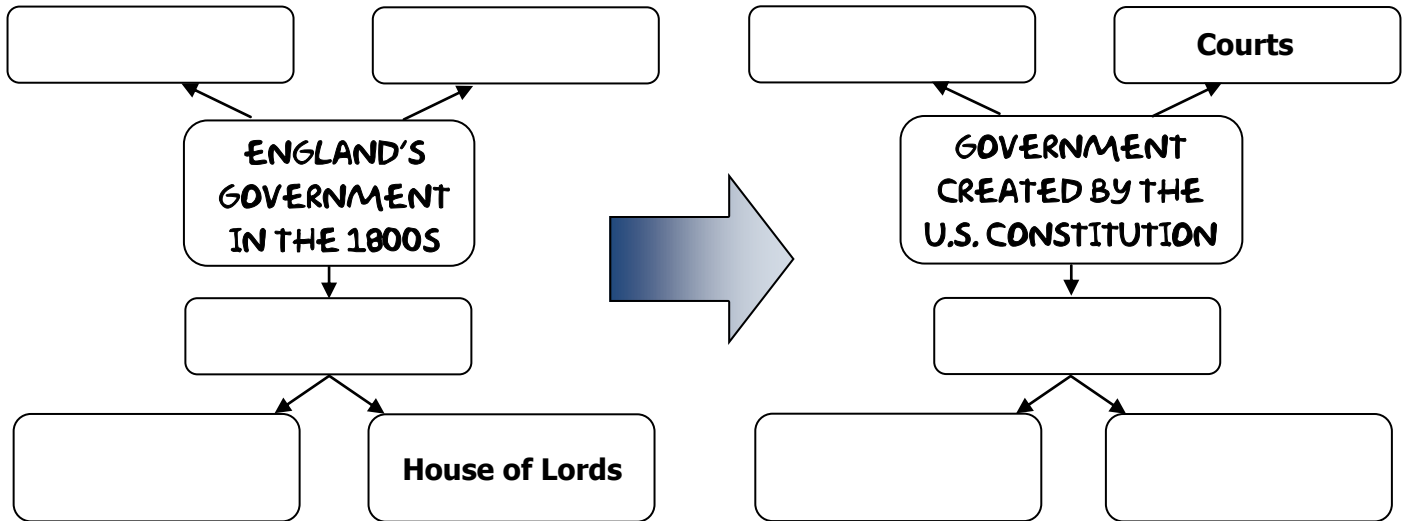 Courts
ENGLAND'S
GOVERNMENT
IN THE 1800S
GOVERNMENT
CREATED BY THE
U.S. CONSTITUTION
House of Lords